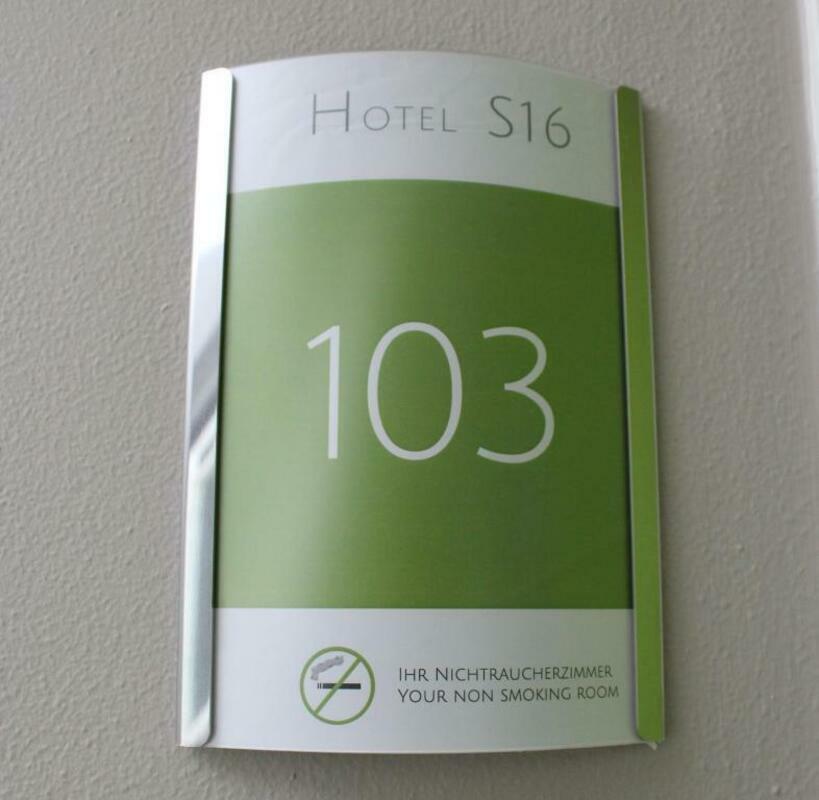 Hotel S16
103
Ihr Nichtraucherzimmer
Your non smoking room